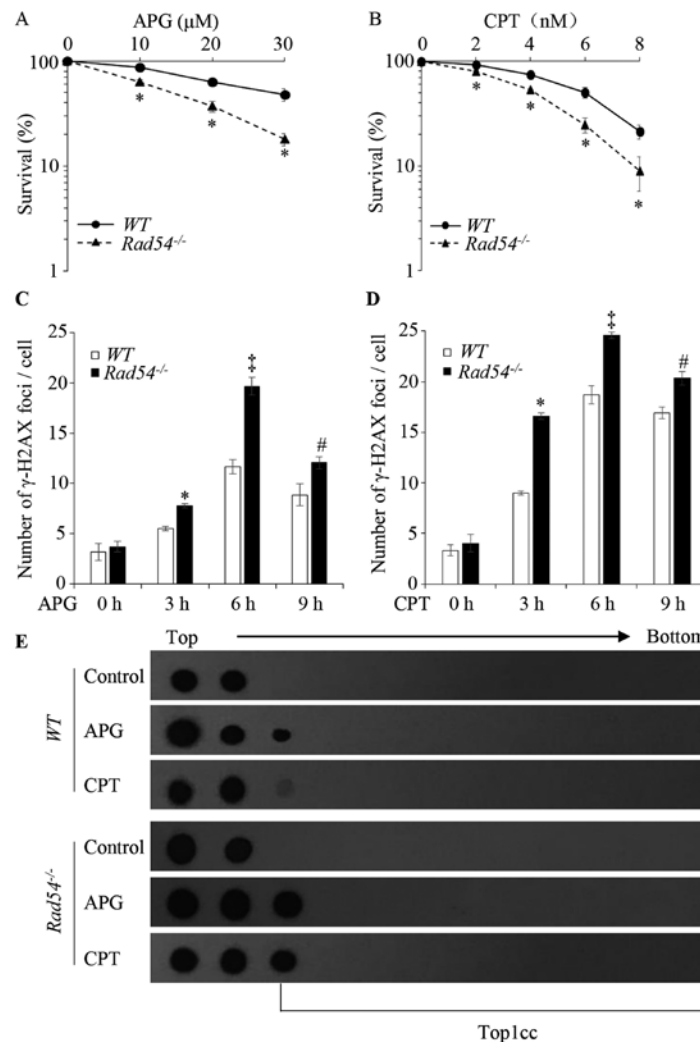 A
APG (μM)
0 10 20 30
100
10
1
Survival (%)
* * *
WT
Rad54-/-
B
CPT (nM)
0 2 4 6 8
100
10
1
Survival (%)
* * * *
WT
Rad54-/-
C
25
20
15
10
5
0
Number of γ-H2AX foci / cell
WT
Rad54-/-
* ‡ #
APG 0 h 3 h 6 h 9 h
D
25
20
15
10
5
0
Number of γ-H2AX foci / cell
WT
Rad54-/-
* ‡ #
CPT 0 h 3 h 6 h 9 h
E
Top Bottom
WT
Control
APG
CPT
Rad54-/-
Control
APG
CPT
Top1cc